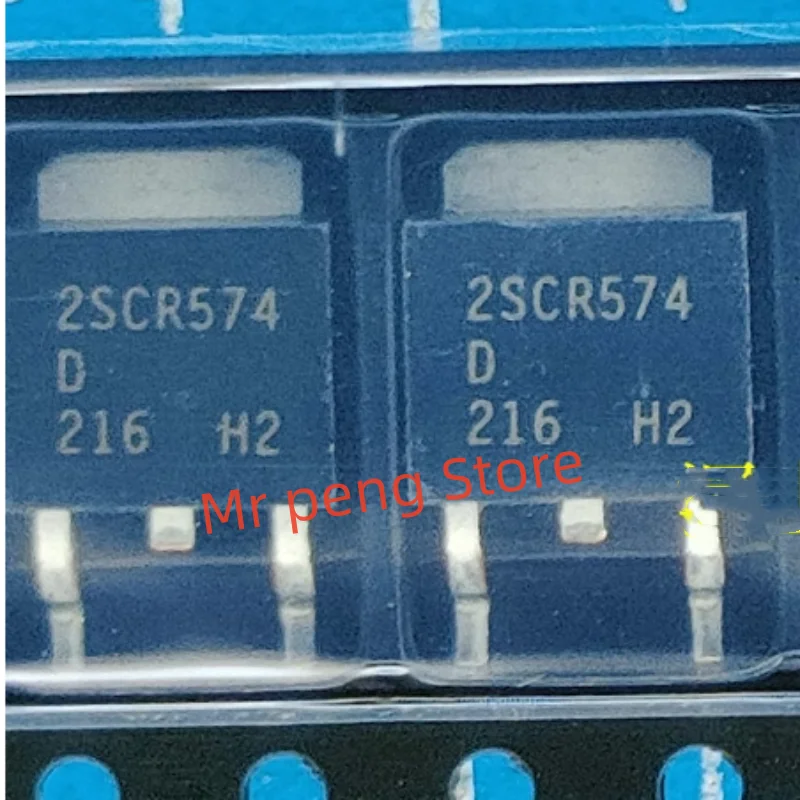 2SCR574
D
216 H2
2SCR574
D
216 H2
Mr peng Store